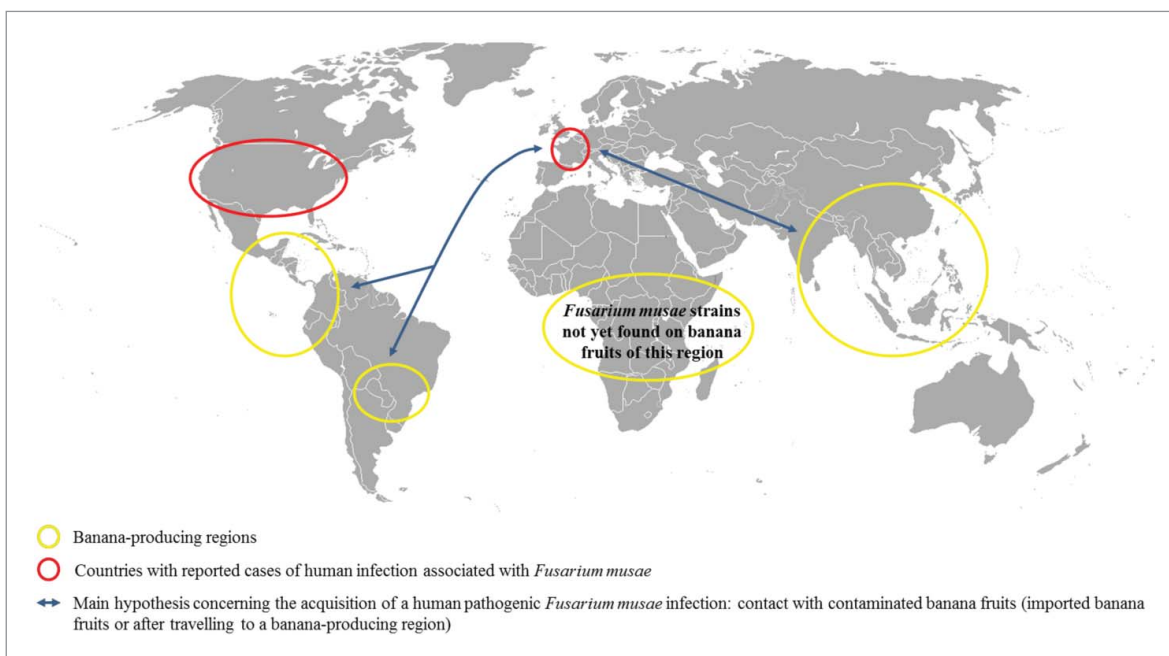 Fusarium musae strains
not yet found on banana
fruits of this region
Banana-producing regions
Countries with reported cases of human infection associated with Fusarium musae
Main hypothesis concerning the acquisition of a human pathogenic Fusarium musae infection: contact with contaminated banana fruits (imported banana
fruits or after travelling to a banana-producing region)